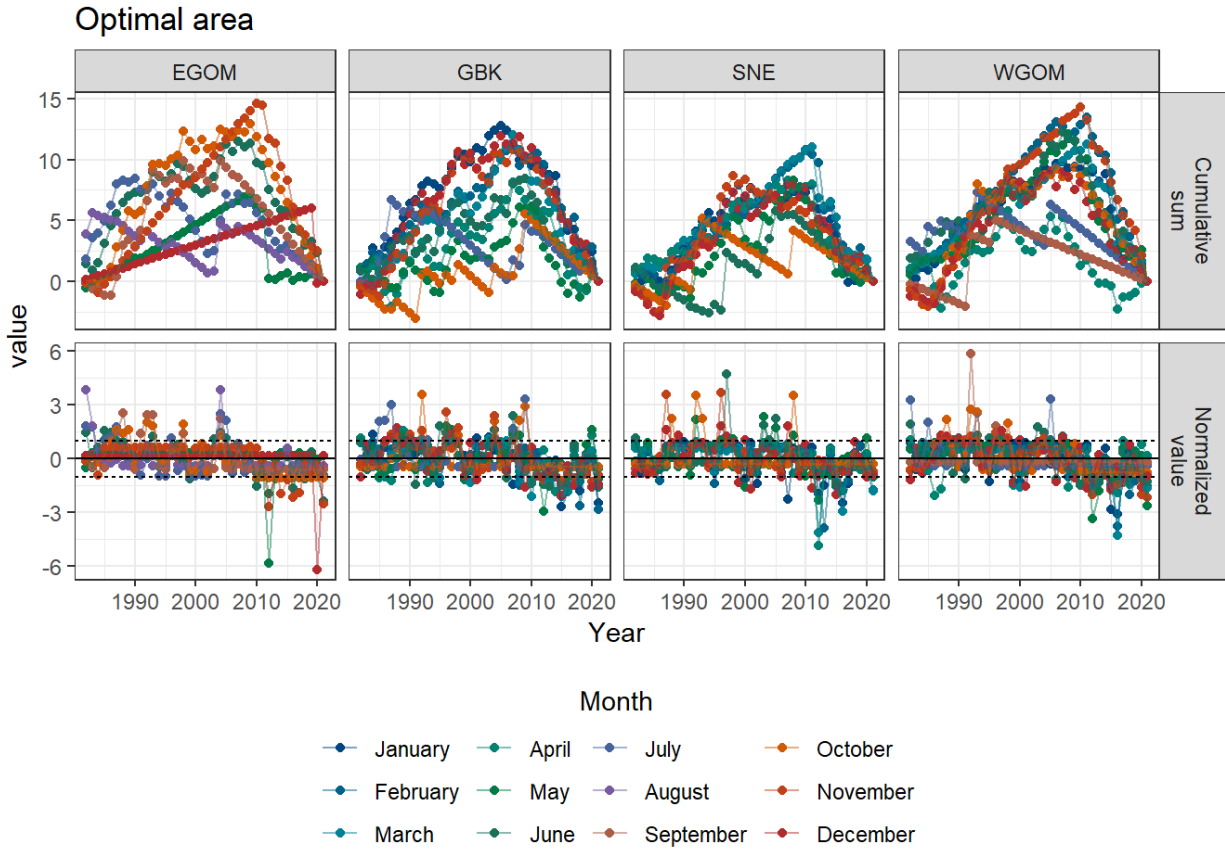 Optimal area
EGOM GBK SNE WGOM
15
10
5
0
Cumulative
sum
value
6
3
0
-3
-6
Normalized
value
1990 2000 2010 2020 1990 2000 2010 2020 1990 2000 2010 2020 1990 2000 2010 2020
Year
Month
January April July October
February May August November
March June September December